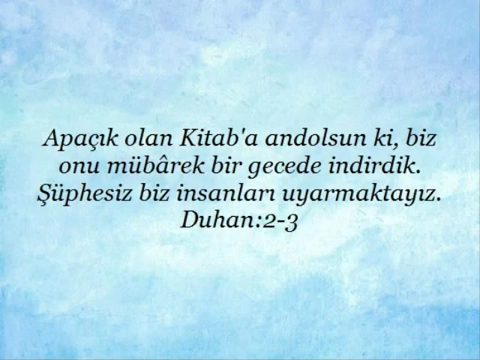 Apaçık olan Kitab'a andolsun ki, biz
onu mübârek bir gecede indirdik.
Şüphesiz biz insanları uyarmaktayız.
Duhan:2-3